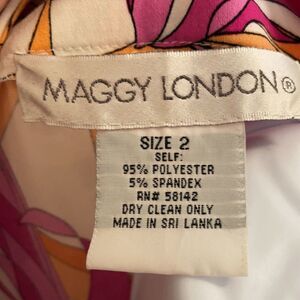 MAGGY LONDON®
SIZE 2
SELF:
95% POLYESTER
5% SPANDEX
RN# 58142
DRY CLEAN ONLY
MADE IN SRI LANKA